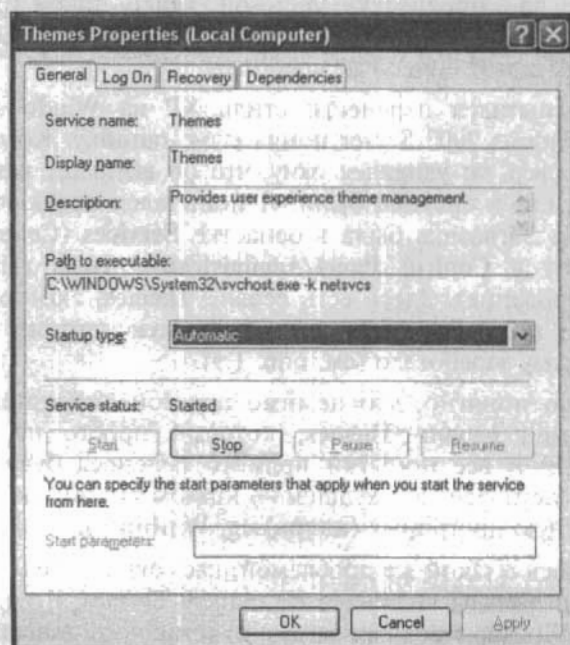 Themes Properties (Local Computer)
General Log On Recovery Dependencies
Service name: Themes
Display name: Themes
Description: Provides user experience theme management.
Path to executable:
C:\WINDOWS\System32\svchost.exe -k netsvcs
Startup type: Automatic
Service status: Started
Start Stop Pause Resume
You can specify the start parameters that apply when you start the service
from here.
Start parameters:
OK Cancel Apply